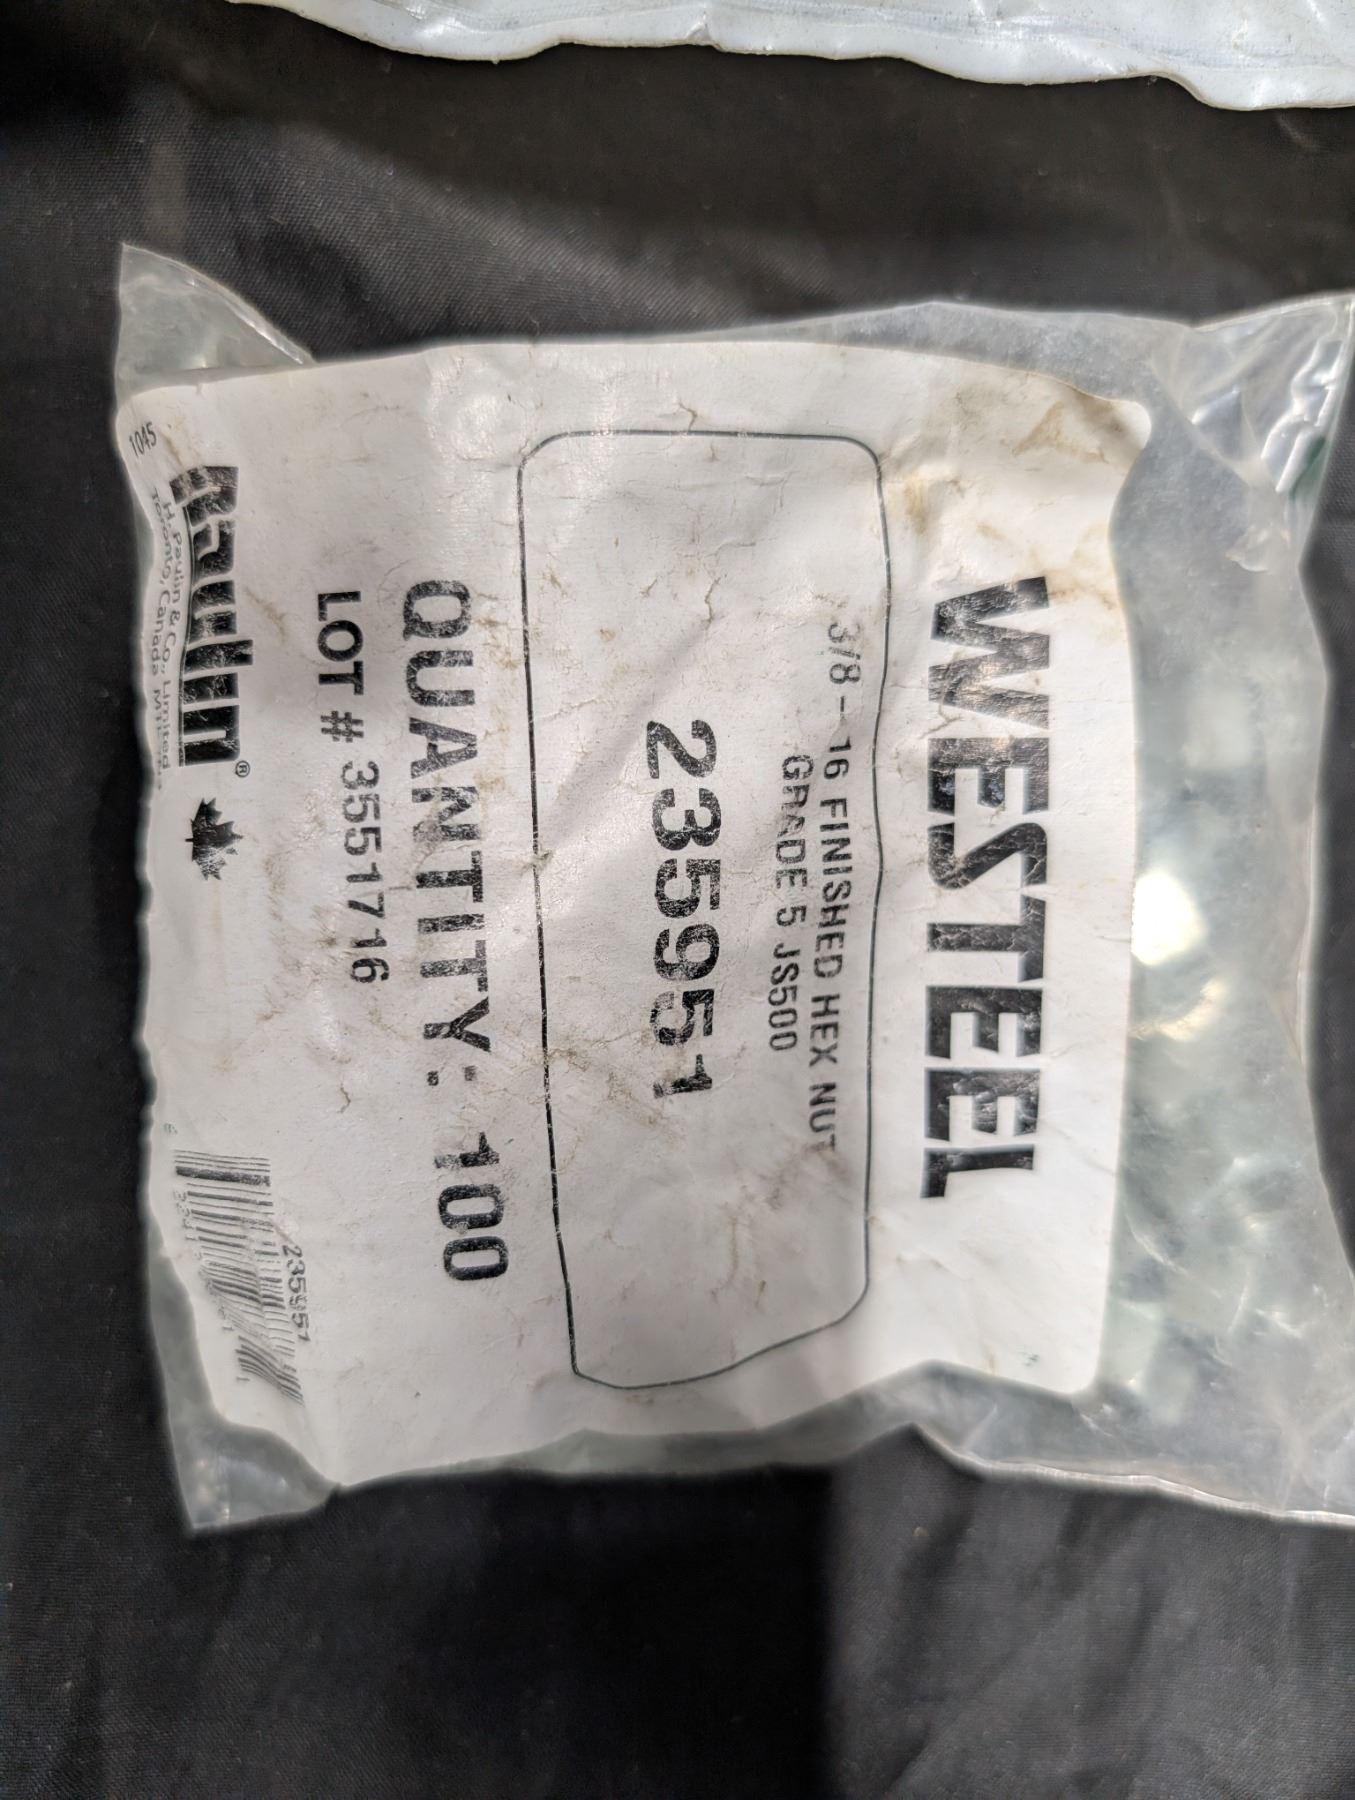 WESTEEL
3/8-16 FINISHED HEX NUT
GRADE 5 JS500
235951
QUANTITY: 100
LOT # 3551716
235951
Paulin®
H. Paulin & Co., Limited
Toronto, Canada
1045